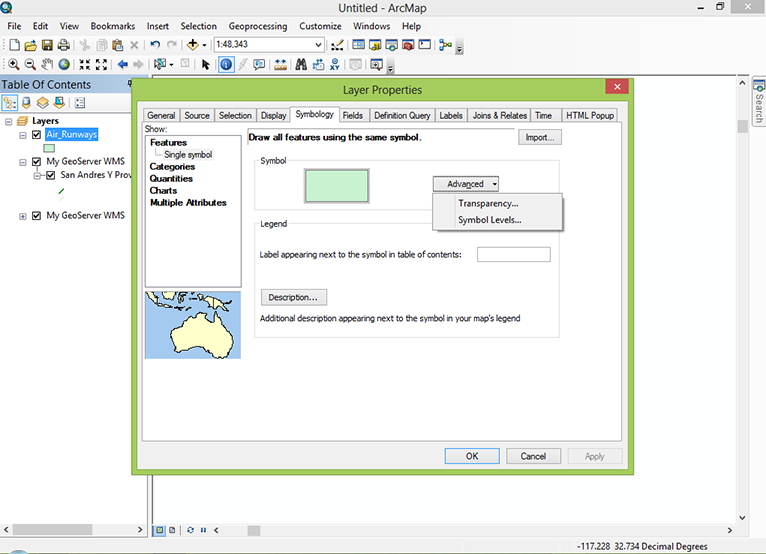 Untitled - ArcMap
File Edit View Bookmarks Insert Selection Geoprocessing Customize Windows Help
1:48,343
Table Of Contents
Layers
Air_Runways
My GeoServer WMS
San Andres Y Prov
My GeoServer WMS
Layer Properties
General Source Selection Display Symbology Fields Definition Query Labels Joins & Relates Time HTML Popup
Show:
Features
Single symbol
Categories
Quantities
Charts
Multiple Attributes
Draw all features using the same symbol.
Import...
Symbol
Advanced
Transparency...
Symbol Levels...
Legend
Label appearing next to the symbol in table of contents:
Description...
Additional description appearing next to the symbol in your map's legend
OK Cancel Apply
Search
-117.228 32.734 Decimal Degrees